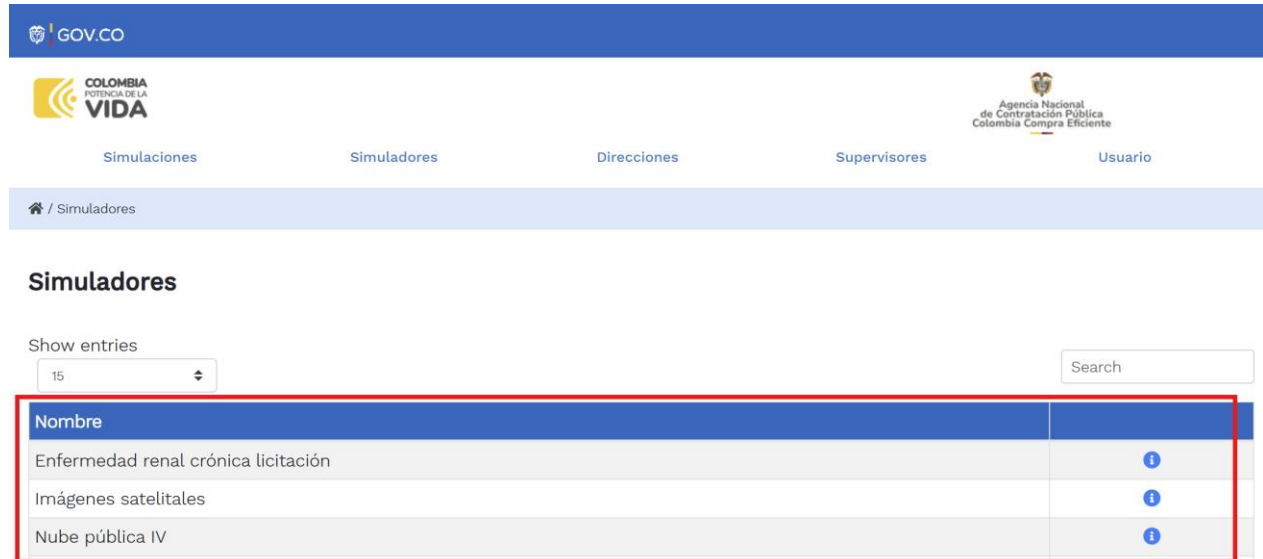 GOV.CO
COLOMBIA
POTENCIA DE LA
VIDA
Agencia Nacional
de Contratación Pública
Colombia Compra Eficiente
Simulaciones Simuladores Direcciones Supervisores Usuario
/ Simuladores
Simuladores
Show entries
15
Search
Nombre
Enfermedad renal crónica licitación
Imágenes satelitales
Nube pública IV